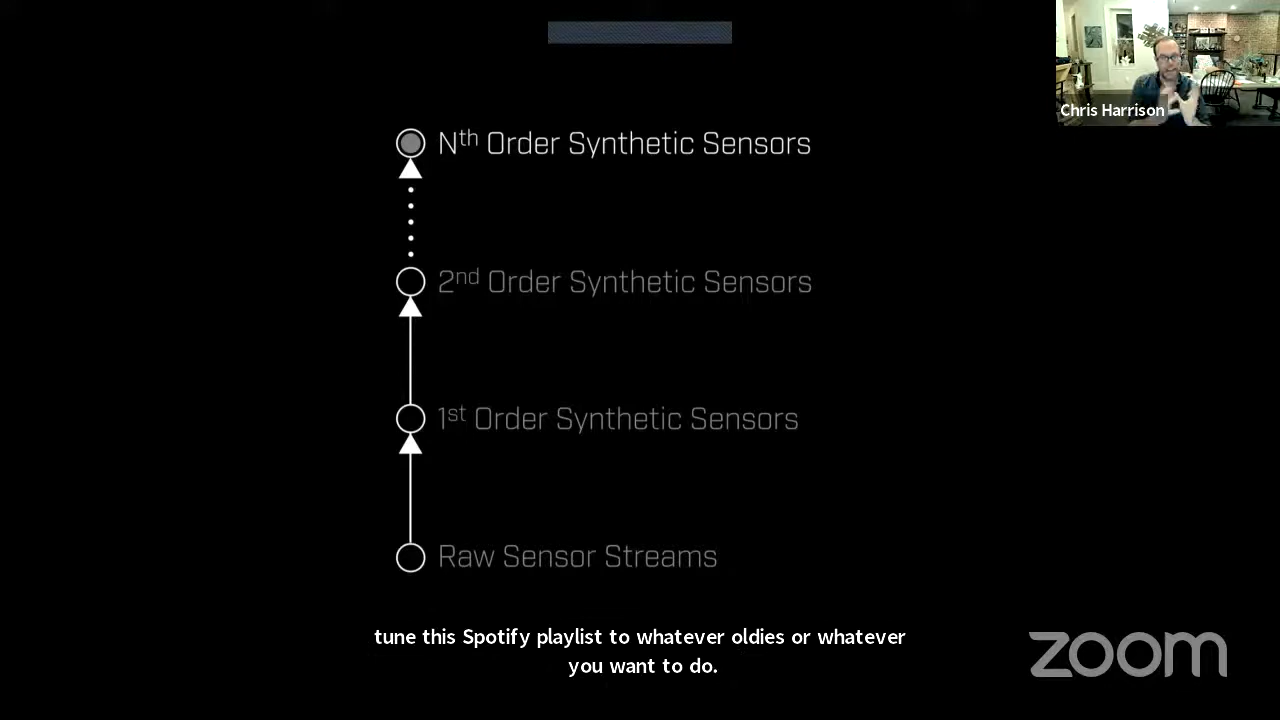 Chris Harrison
Nth Order Synthetic Sensors
2nd Order Synthetic Sensors
1st Order Synthetic Sensors
Raw Sensor Streams
tune this Spotify playlist to whatever oldies or whatever
you want to do.
zoom